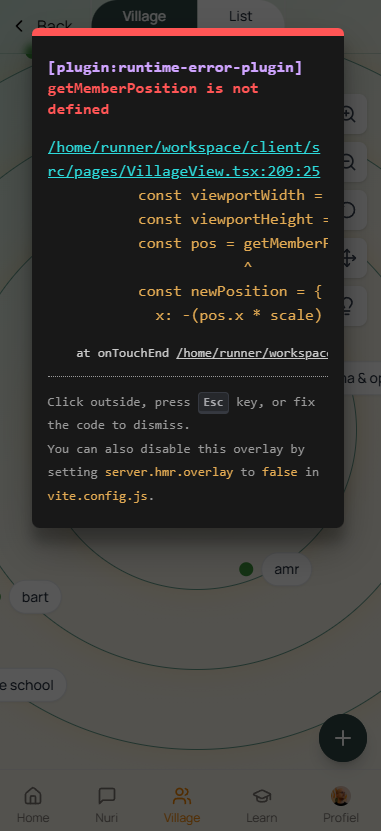 Back
Village
List
[plugin:runtime-error-plugin]
getMemberPosition is not
defined
/home/runner/workspace/client/s
rc/pages/VillageView.tsx:209:25
const viewportWidth =
const viewportHeight =
const pos = getMemberP
^
const newPosition = {
x: -(pos.x * scale)
at onTouchEnd /home/runner/workspac
Click outside, press Esc key, or fix
the code to dismiss.
You can also disable this overlay by
setting server.hmr.overlay to false in
vite.config.js.
na & op
amr
bart
e school
Home
Nuri
Village
Learn
Profiel